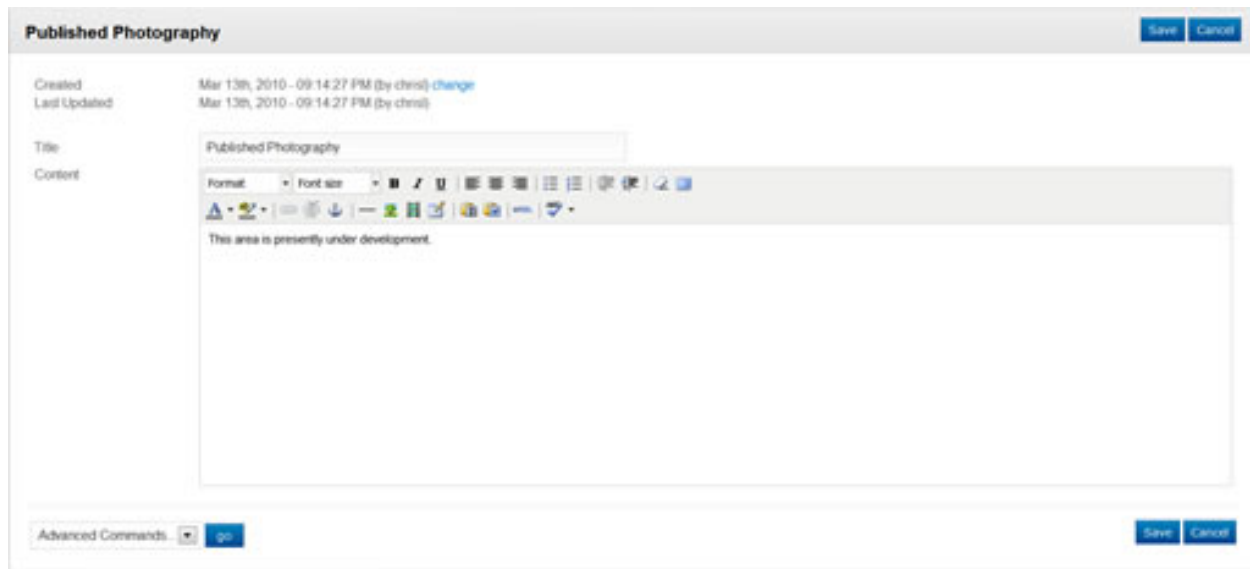 Published Photography
Save Cancel
Created Mar 13th, 2010 - 09:14:27 PM (by chrisl) change
Last Updated Mar 13th, 2010 - 09:14:27 PM (by chrisl)
Title Published Photography
Content
Format Font size B I U
This area is presently under development.
Advanced Commands... go
Save Cancel